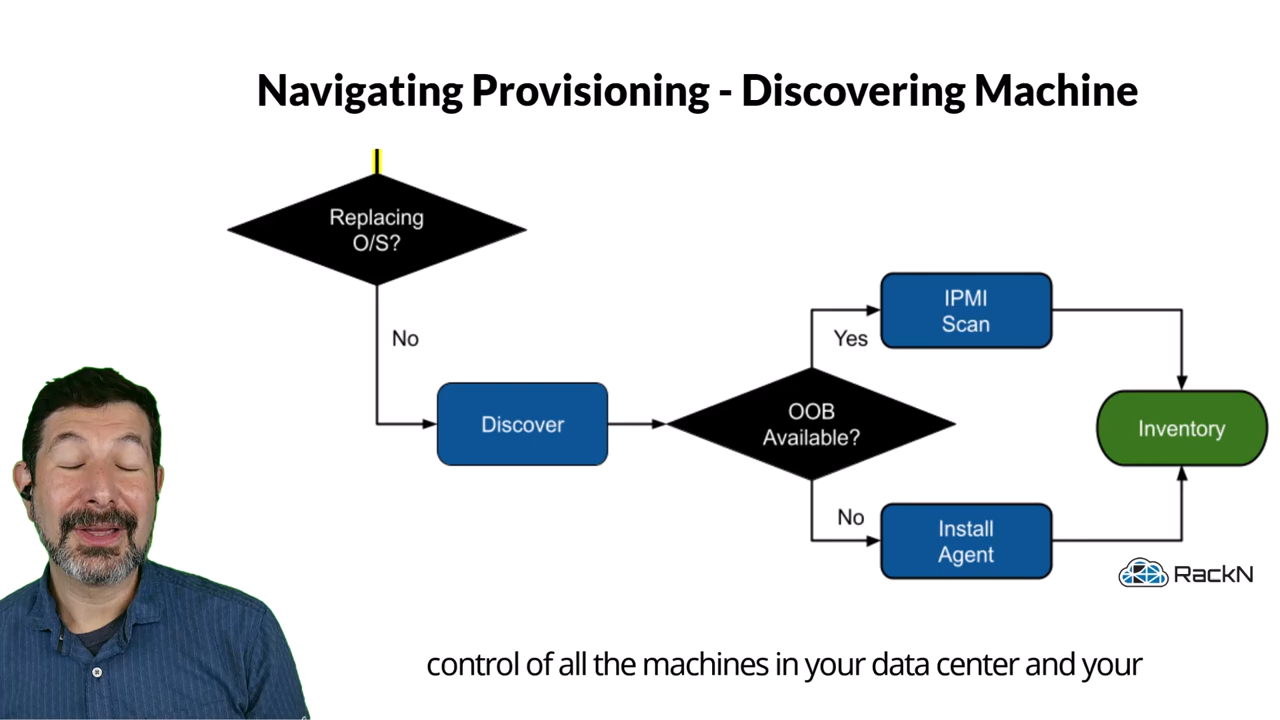 Navigating Provisioning - Discovering Machine
Replacing
O/S?
No
Discover
OOB
Available?
Yes
IPMI
Scan
No
Install
Agent
Inventory
RackN
control of all the machines in your data center and your